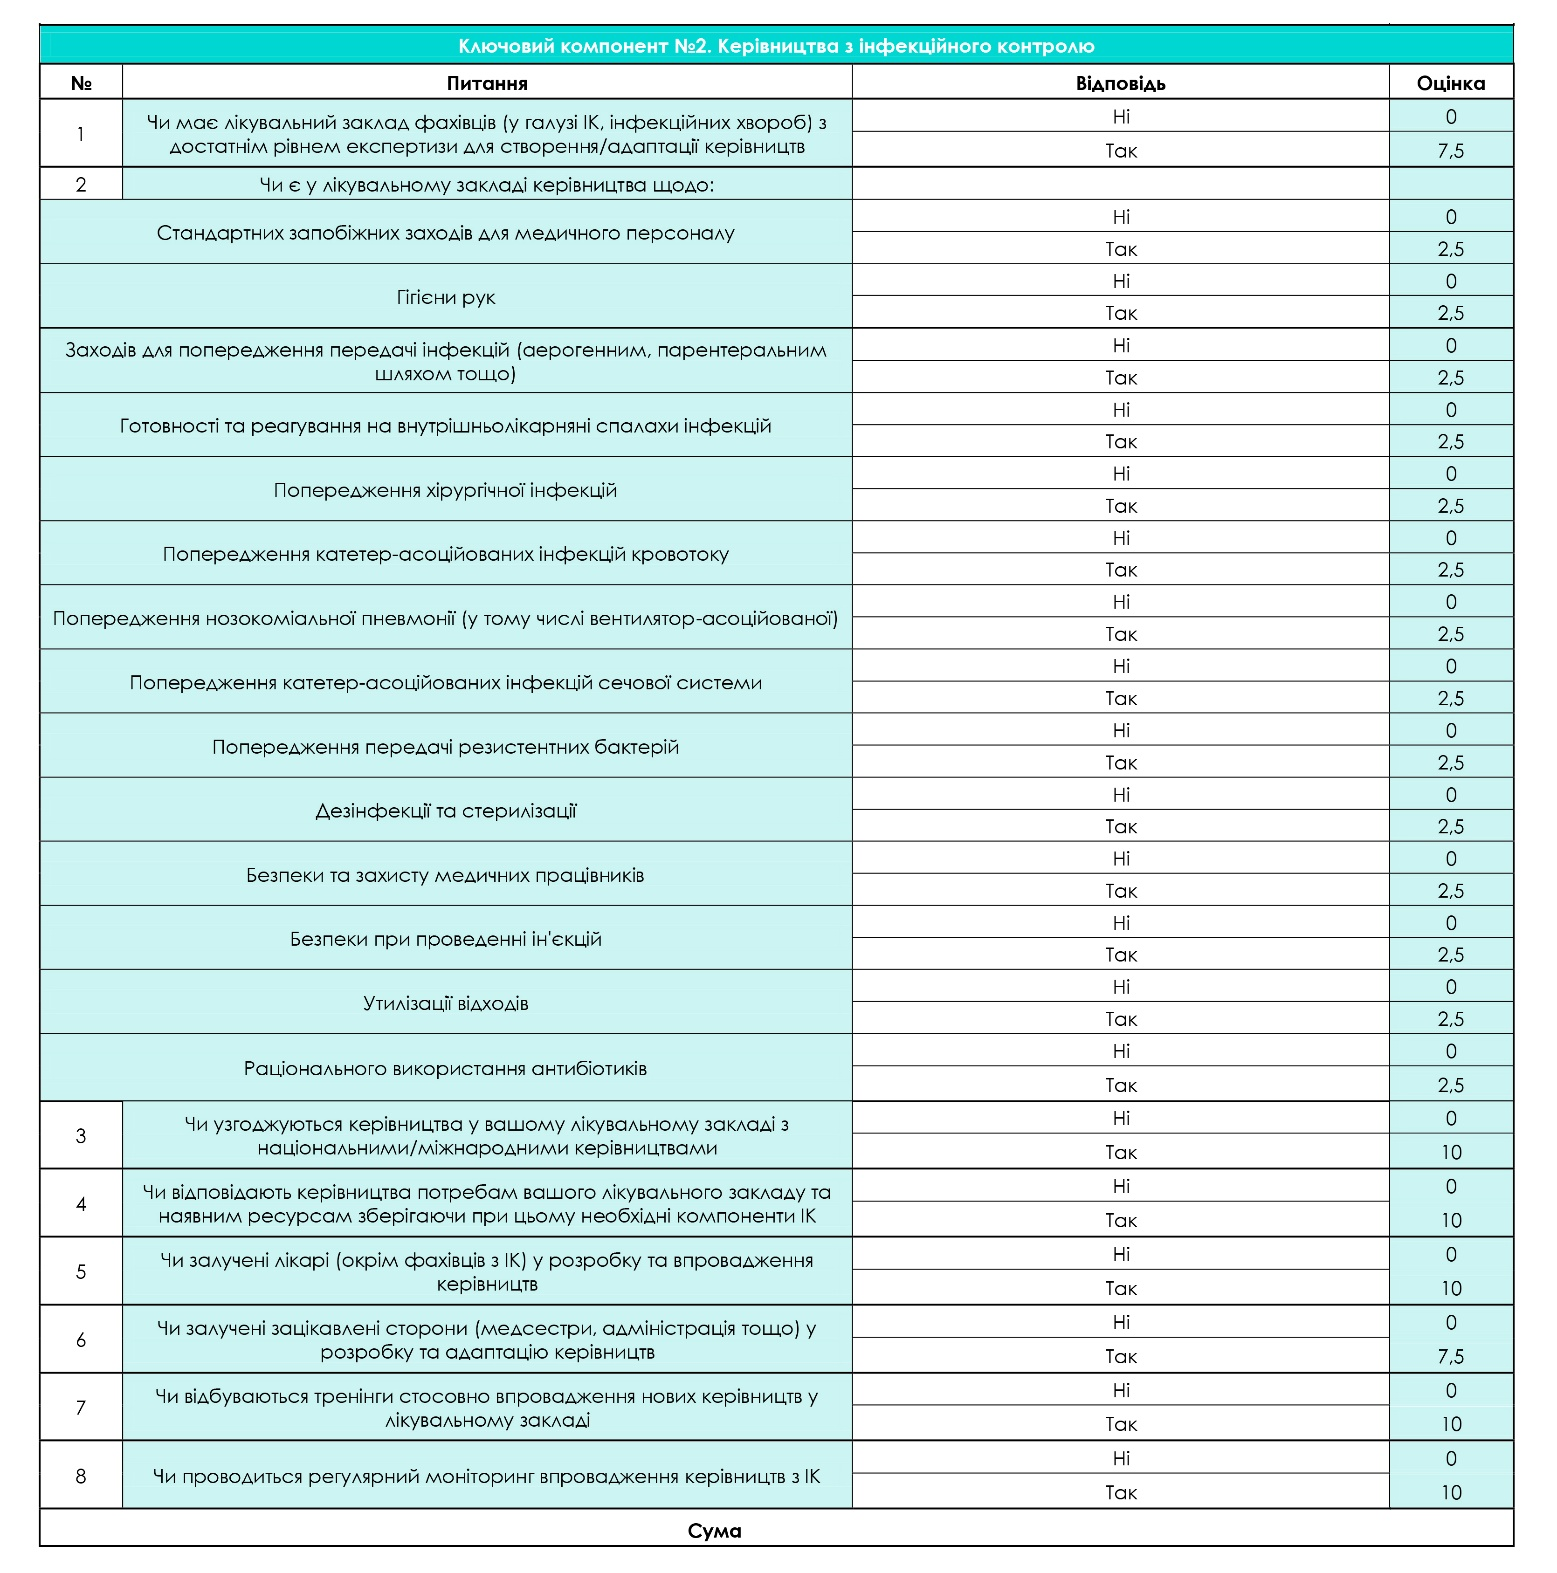 Ключовий компонент №2. Керівництва з інфекційного контролю
№ Питання Відповідь Оцінка
1 Чи має лікувальний заклад фахівців (у галузі ІК, інфекційних хвороб) з
достатнім рівнем експертизи для створення/адаптації керівництв
Ні 0
Так 7,5
2 Чи є у лікувальному закладі керівництва щодо:
Стандартних запобіжних заходів для медичного персоналу
Ні 0
Так 2,5
Гігієни рук
Ні 0
Так 2,5
Заходів для попередження передачі інфекцій (аерогенним, парентеральним
шляхом тощо)
Ні 0
Так 2,5
Готовності та реагування на внутрішньолікарняні спалахи інфекцій
Ні 0
Так 2,5
Попередження хірургічної інфекцій
Ні 0
Так 2,5
Попередження катетер-асоційованих інфекцій кровотоку
Ні 0
Так 2,5
Попередження нозокоміальної пневмонії (у тому числі вентилятор-асоційованої)
Ні 0
Так 2,5
Попередження катетер-асоційованих інфекцій сечової системи
Ні 0
Так 2,5
Попередження передачі резистентних бактерій
Ні 0
Так 2,5
Дезінфекції та стерилізації
Ні 0
Так 2,5
Безпеки та захисту медичних працівників
Ні 0
Так 2,5
Безпеки при проведенні ін'єкцій
Ні 0
Так 2,5
Утилізації відходів
Ні 0
Так 2,5
Раціонального використання антибіотиків
Ні 0
Так 2,5
3 Чи узгоджуються керівництва у вашому лікувальному закладі з
національними/міжнародними керівництвами
Ні 0
Так 10
4 Чи відповідають керівництва потребам вашого лікувального закладу та
наявним ресурсам зберігаючи при цьому необхідні компоненти ІК
Ні 0
Так 10
5 Чи залучені лікарі (окрім фахівців з ІК) у розробку та впровадження
керівництв
Ні 0
Так 10
6 Чи залучені зацікавлені сторони (медсестри, адміністрація тощо) у
розробку та адаптацію керівництв
Ні 0
Так 7,5
7 Чи відбуваються тренінги стосовно впровадження нових керівництв у
лікувальному закладі
Ні 0
Так 10
8 Чи проводиться регулярний моніторинг впровадження керівництв з ІК
Ні 0
Так 10
Сума